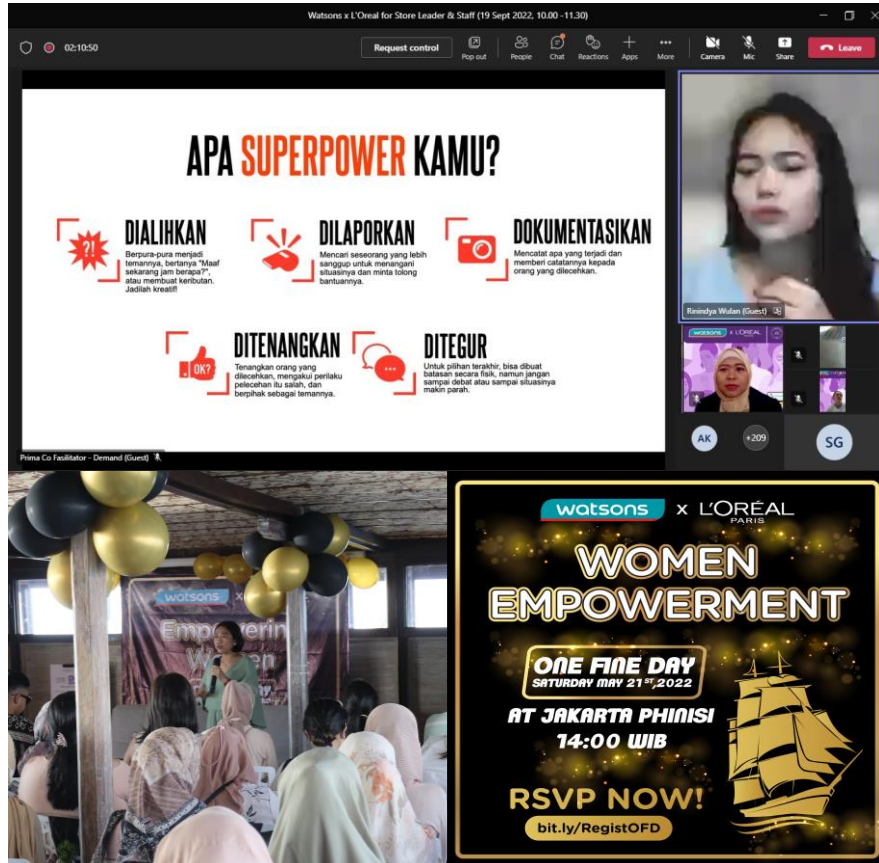 Watsons x L'Oreal for Store Leader & Staff (19 Sept 2022, 10.00 -11.30)
02:10:50
Request control
Pop out
People
Chat
Reactions
Apps
More
Camera
Mic
Share
Leave
APA SUPERPOWER KAMU?
?!
DIALIHKAN
Berpura-pura menjadi
temannya, bertanya "Maaf
sekarang jam berapa?",
atau membuat keributan.
Jadilah kreatif!
DILAPORKAN
Mencari seseorang yang lebih
sanggup untuk menangani
situasinya dan minta tolong
bantuannya.
DOKUMENTASIKAN
Mencatat apa yang terjadi dan
memberi catatannya kepada
orang yang dilecehkan.
OK?
DITENANGKAN
Tenangkan orang yang
dilecehkan, mengakui perilaku
pelecehan itu salah, dan
berpihak sebagai temannya.
DITEGUR
Untuk pilihan terakhir, bisa dibuat
batasan secara fisik, namun jangan
sampai debat atau sampai situasinya
makin parah.
Prima Co Fasilitator - Demand (Guest)
Rinindya Wulan (Guest)
watsons x L'ORÉAL
AK
+209
SG
watsons x
Empowerin
Women
watsons x L'ORÉAL
PARIS
WOMEN
EMPOWERMENT
ONE FINE DAY
SATURDAY MAY 21ST, 2022
AT JAKARTA PHINISI
14:00 WIB
RSVP NOW!
bit.ly/RegistOFD